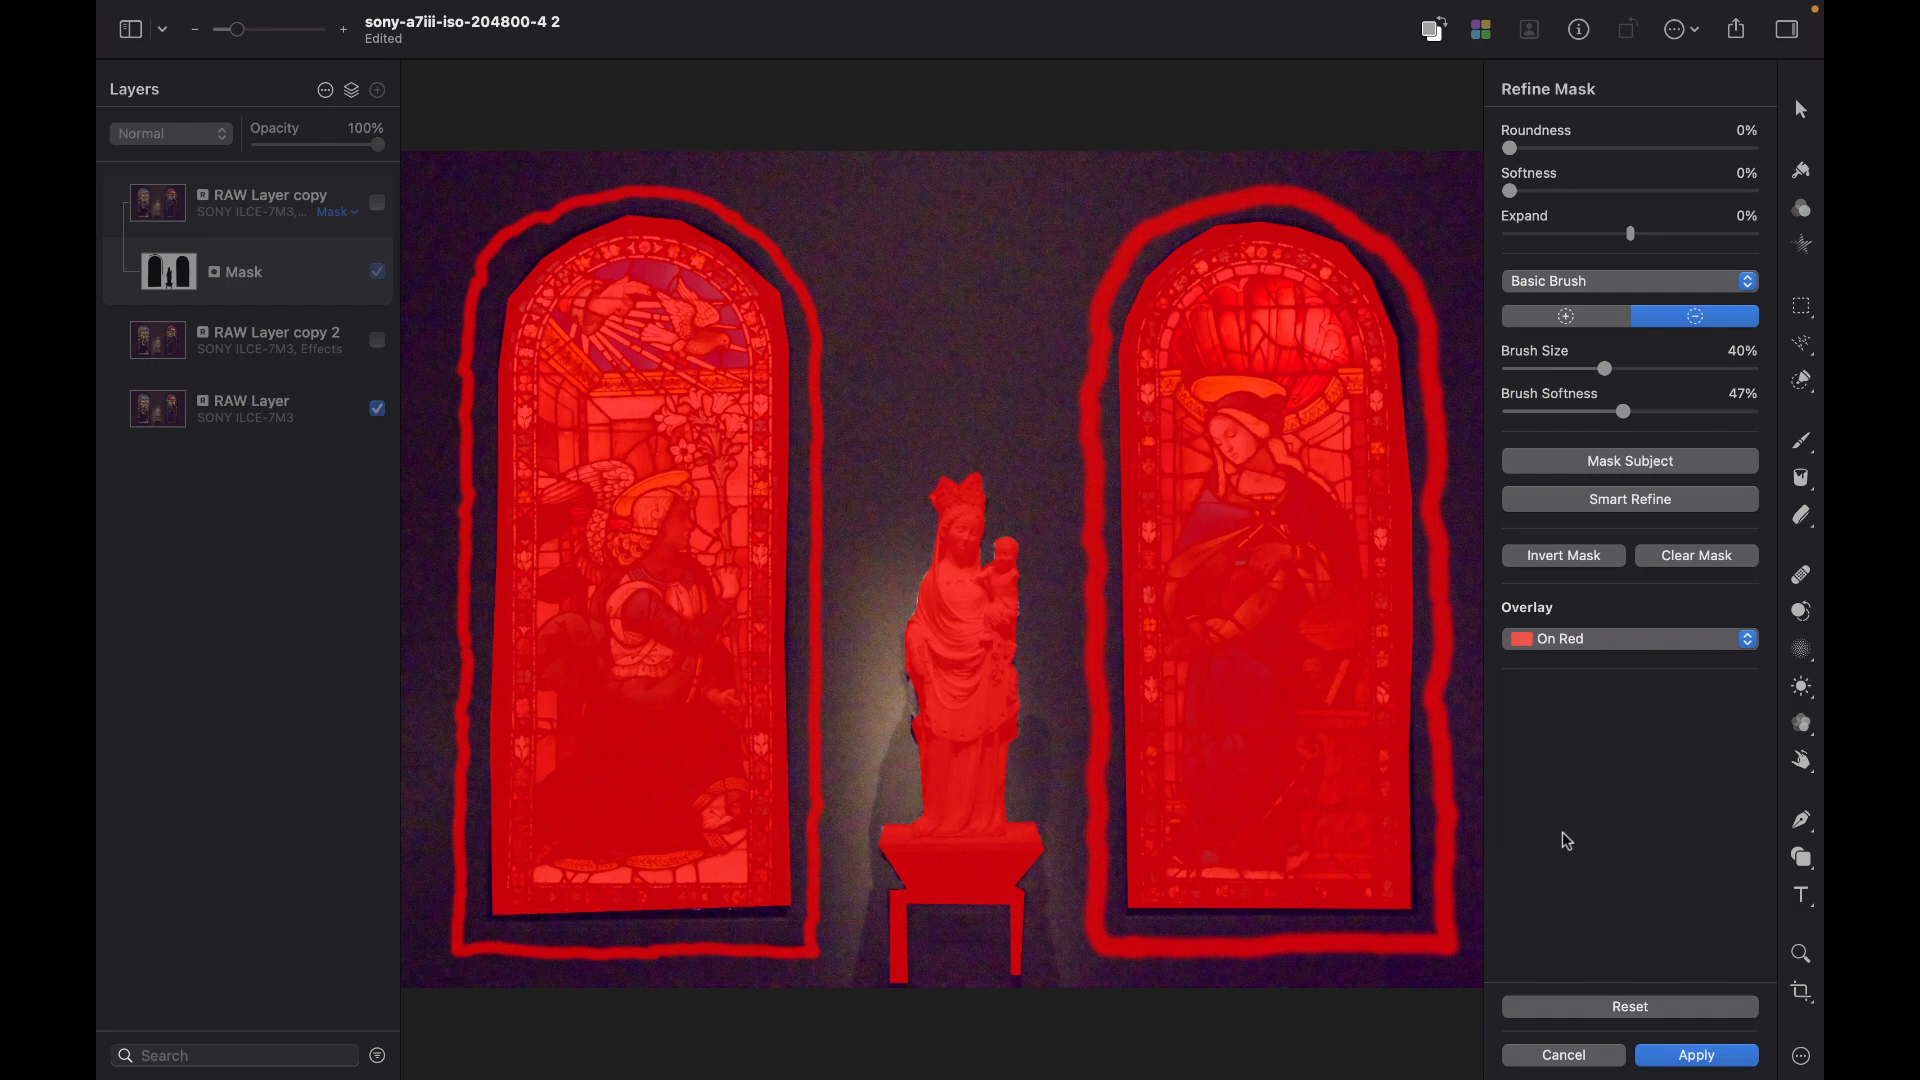 sony-a7iii-iso-204800-4 2
Edited
Layers
Normal
Opacity 100%
RAW Layer copy
SONY ILCE-7M3,... Mask
Mask
RAW Layer copy 2
SONY ILCE-7M3, Effects
RAW Layer
SONY ILCE-7M3
Search
Refine Mask
Roundness 0%
Softness 0%
Expand 0%
Basic Brush
Brush Size 40%
Brush Softness 47%
Mask Subject
Smart Refine
Invert Mask Clear Mask
Overlay
On Red
Reset
Cancel Apply